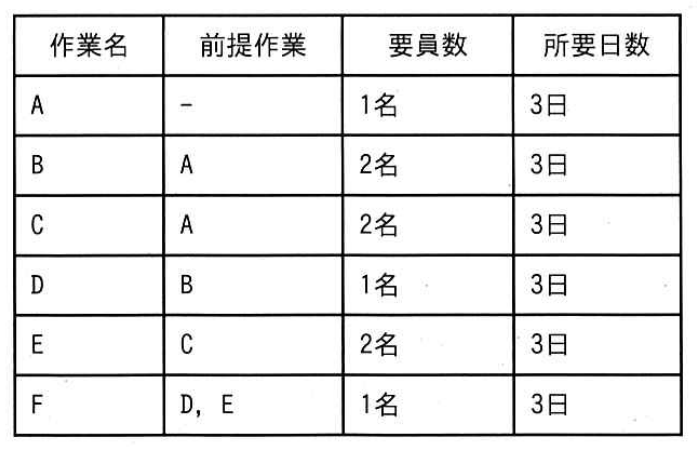 作業名 前提作業 要員数 所要日数
A - 1名 3日
B A 2名 3日
C A 2名 3日
D B 1名 3日
E C 2名 3日
F D, E 1名 3日